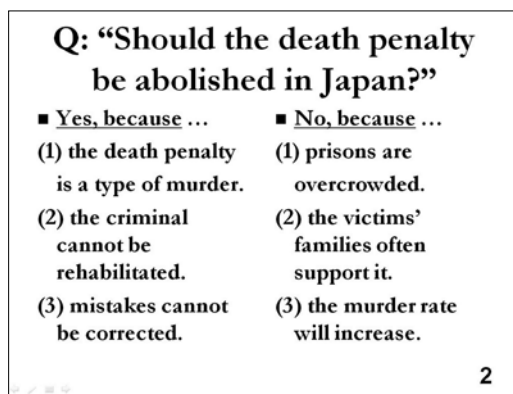 Q: “Should the death penalty
be abolished in Japan?”
■ Yes, because …
(1) the death penalty
is a type of murder.
(2) the criminal
cannot be
rehabilitated.
(3) mistakes cannot
be corrected.
■ No, because …
(1) prisons are
overcrowded.
(2) the victims’
families often
support it.
(3) the murder rate
will increase.
2